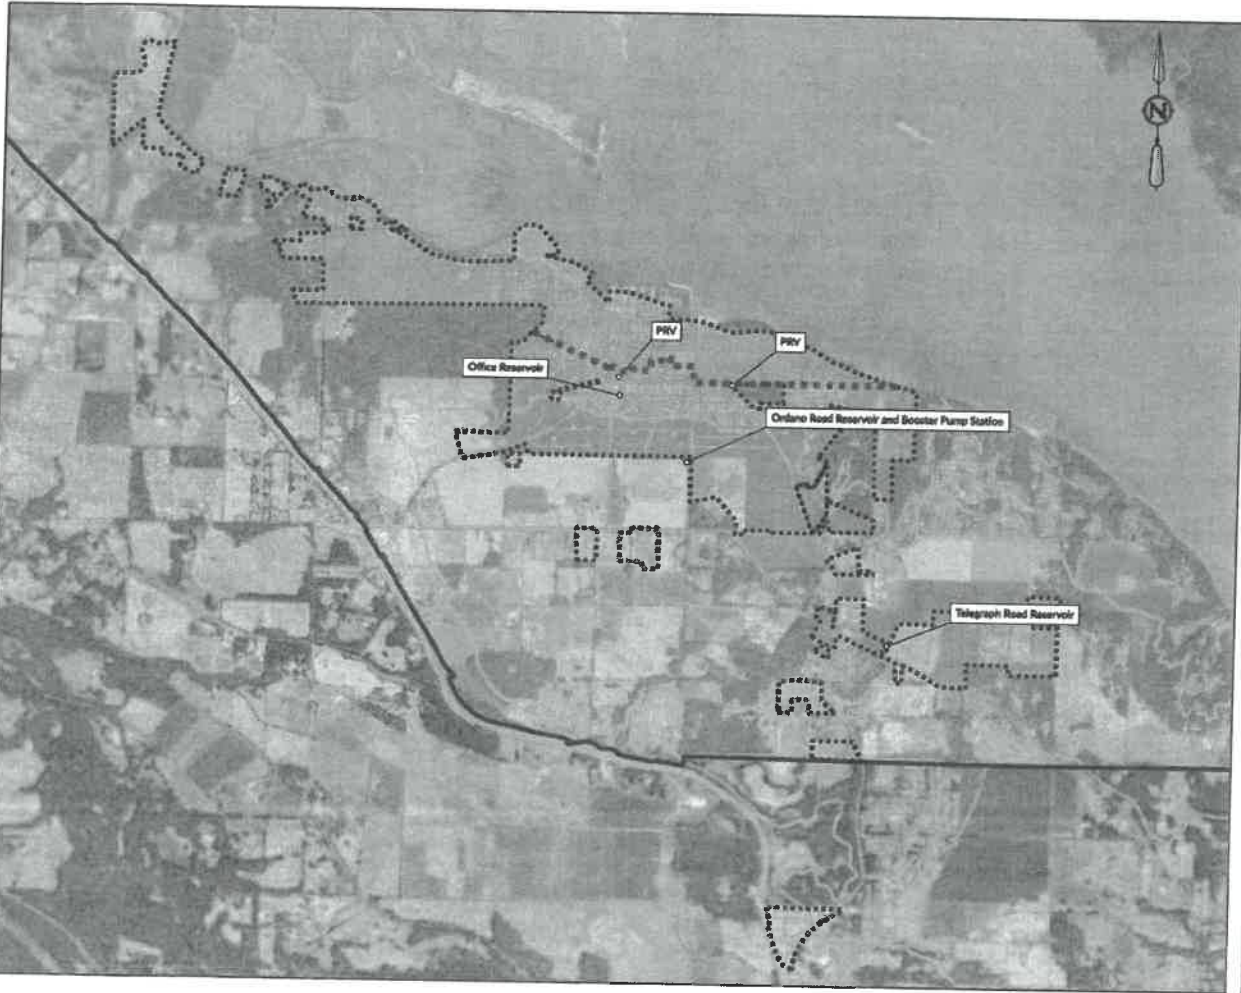 N
PRV
PRV
Office Reservoir
Ordano Road Reservoir and Booster Pump Station
Telegraph Road Reservoir